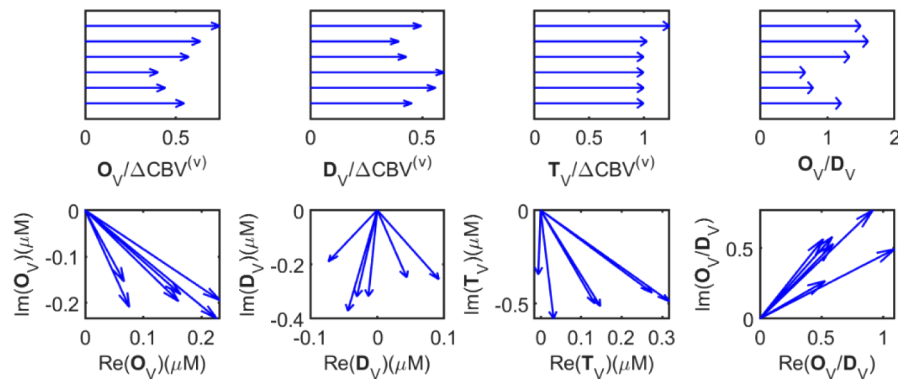 0 0.5
O_V/ΔCBV^(v)
0 0.5
D_V/ΔCBV^(v)
0 0.5 1
T_V/ΔCBV^(v)
0 1 2
O_V/D_V
Im(O_V)(μM)
0
-0.1
-0.2
0 0.1 0.2
Re(O_V)(μM)
Im(D_V)(μM)
0
-0.2
-0.4
-0.1 0 0.1
Re(D_V)(μM)
Im(T_V)(μM)
0
-0.5
0 0.1 0.2 0.3
Re(T_V)(μM)
Im(O_V/D_V)
0.5
0
0 0.5 1
Re(O_V/D_V)